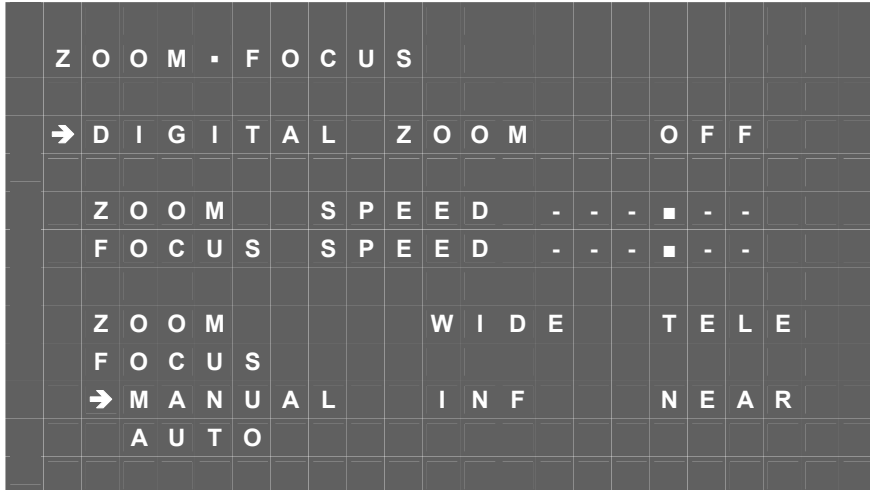 ZOOM▪FOCUS
➔DIGITAL ZOOM OFF
ZOOM SPEED ---■--
FOCUS SPEED ---■--
ZOOM WIDE TELE
FOCUS
➔MANUAL INF NEAR
AUTO